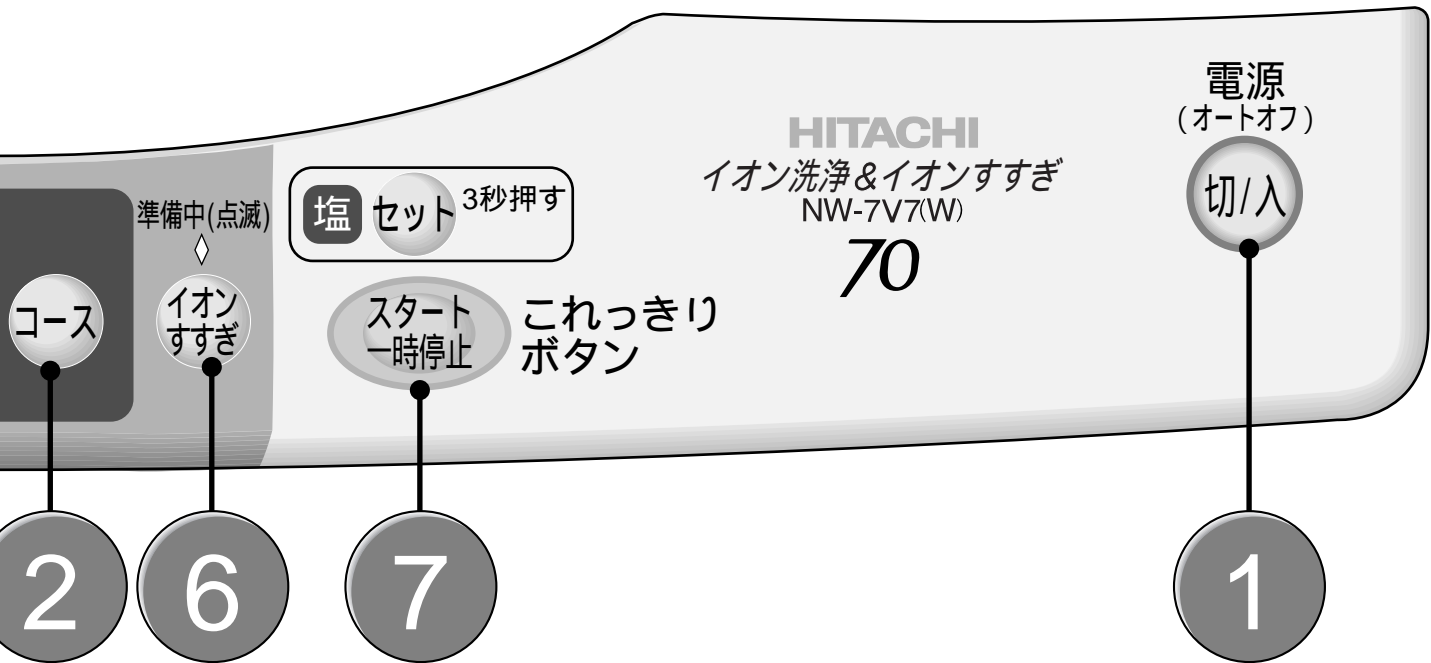 電源
(オートオフ)
切/入
HITACHI
イオン洗浄&イオンすすぎ
NW-7V7(W)
70
塩 セット 3秒押す
準備中(点滅)
コース
イオン
すすぎ
スタート
一時停止
これっきり
ボタン
2 6 7 1